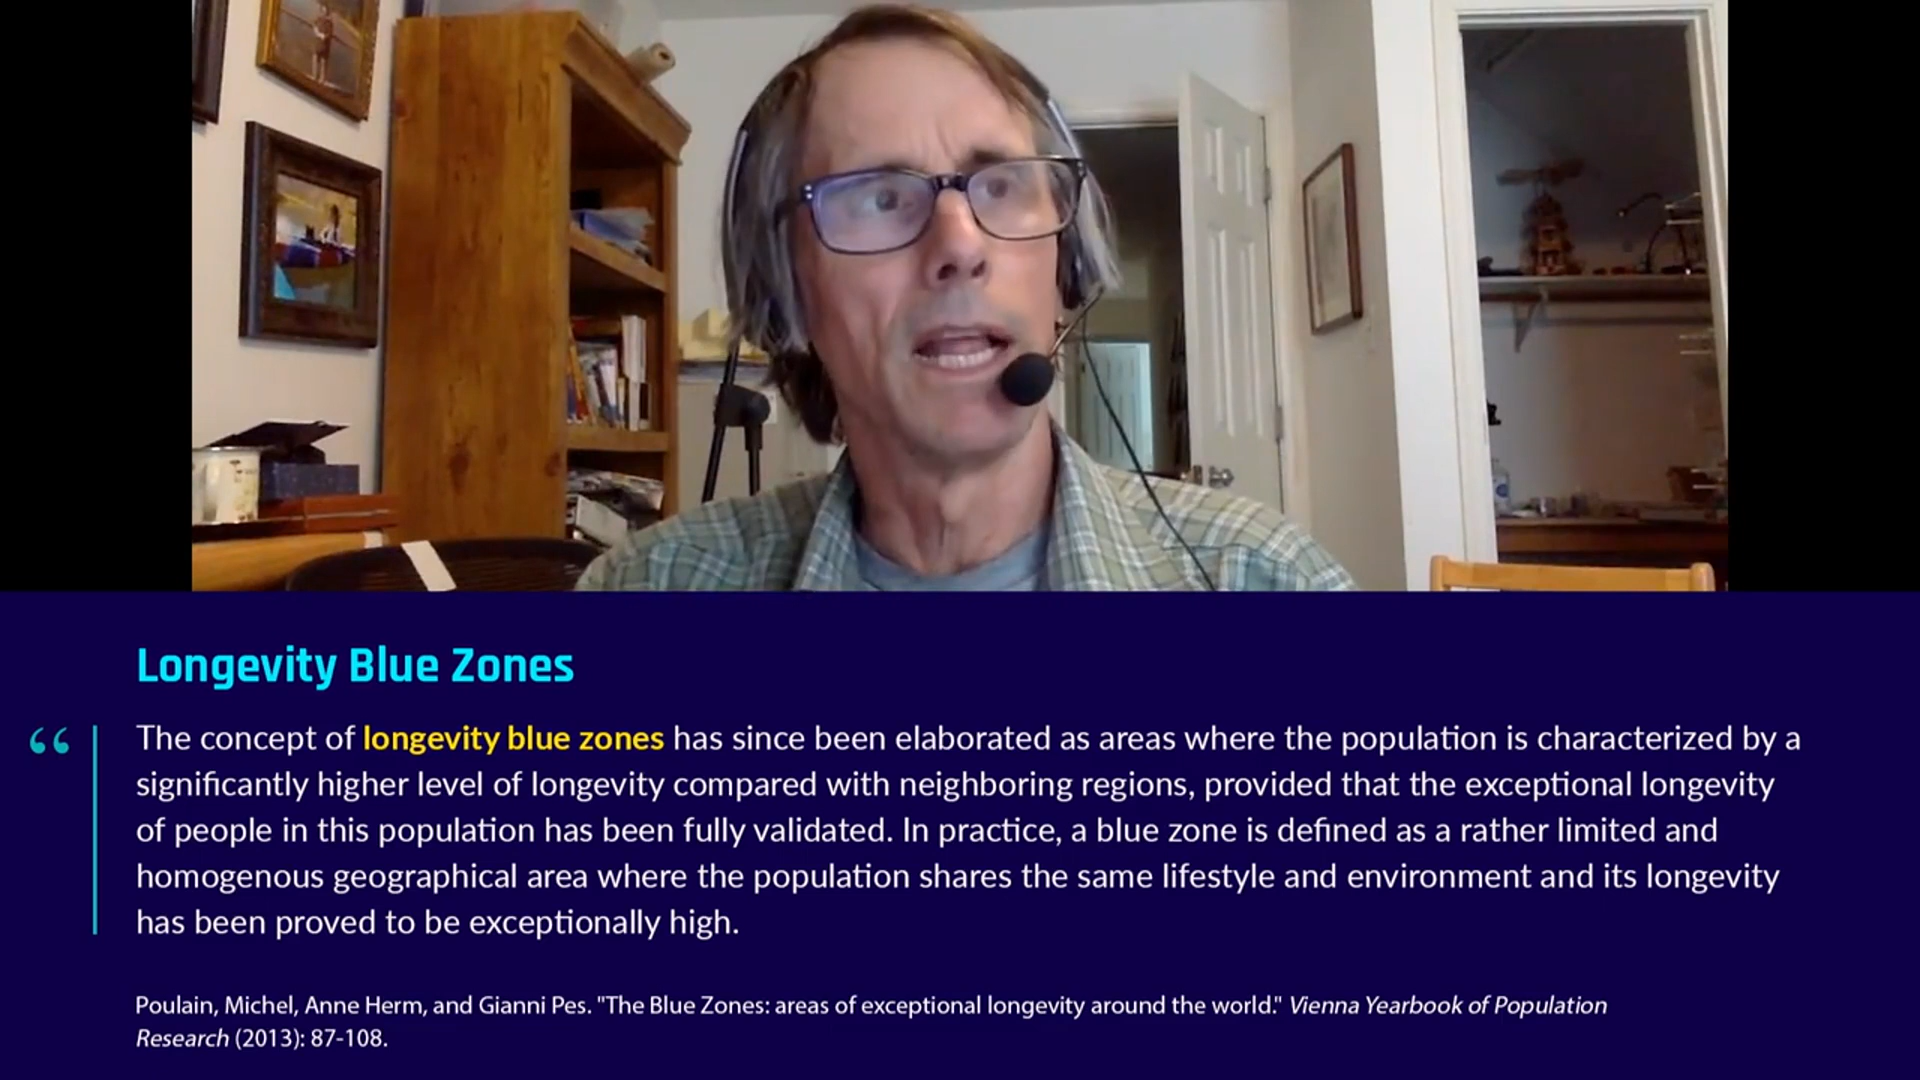 Longevity Blue Zones
“
The concept of longevity blue zones has since been elaborated as areas where the population is characterized by a
significantly higher level of longevity compared with neighboring regions, provided that the exceptional longevity
of people in this population has been fully validated. In practice, a blue zone is defined as a rather limited and
homogenous geographical area where the population shares the same lifestyle and environment and its longevity
has been proved to be exceptionally high.
Poulain, Michel, Anne Herm, and Gianni Pes. "The Blue Zones: areas of exceptional longevity around the world." Vienna Yearbook of Population
Research (2013): 87-108.